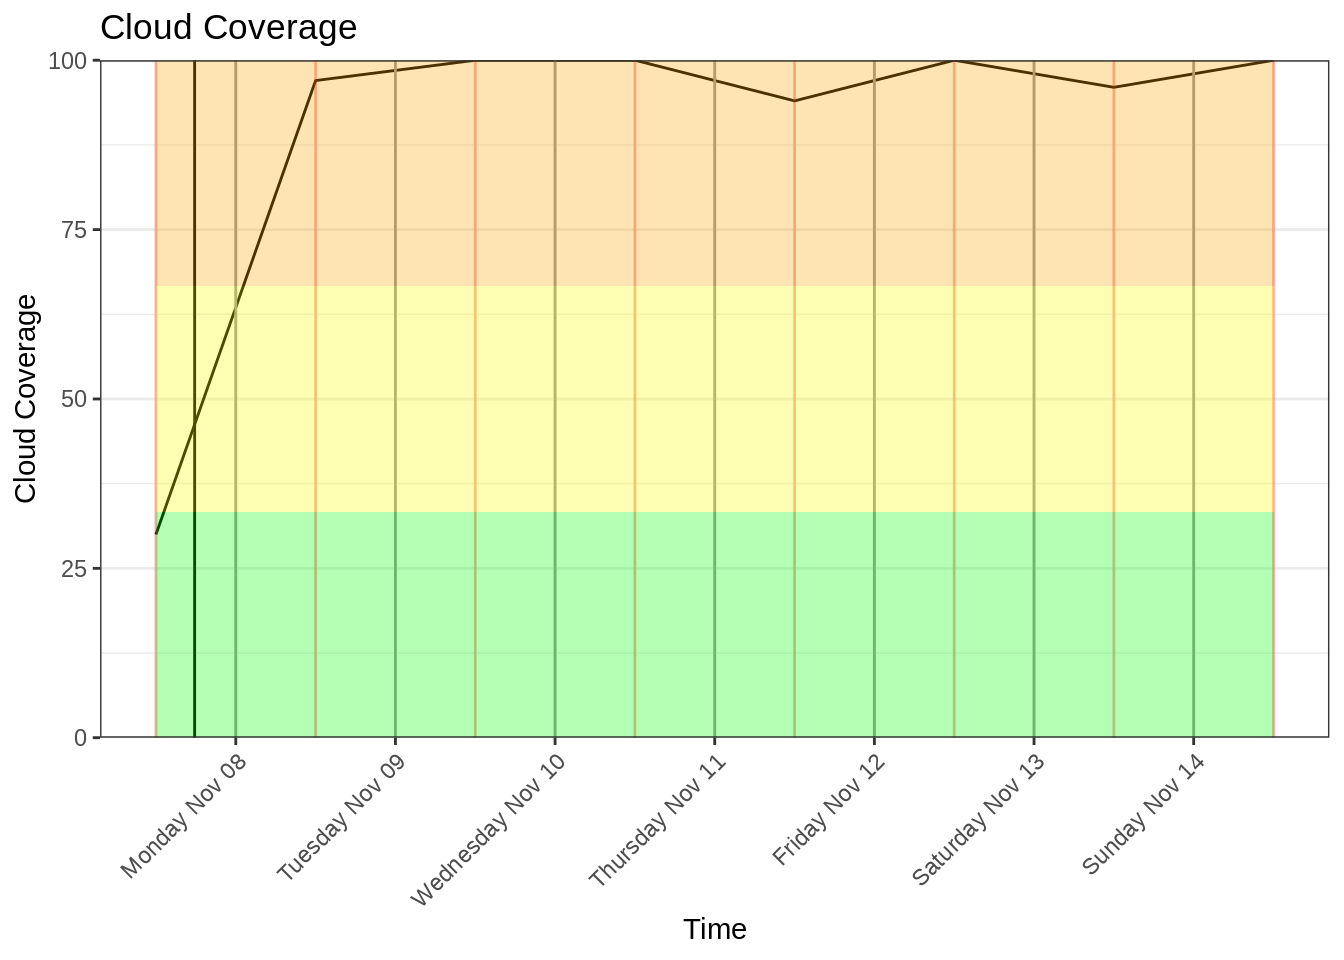 Cloud Coverage
100
75
50
25
0
Cloud Coverage
Monday Nov 08
Tuesday Nov 09
Wednesday Nov 10
Thursday Nov 11
Friday Nov 12
Saturday Nov 13
Sunday Nov 14
Time